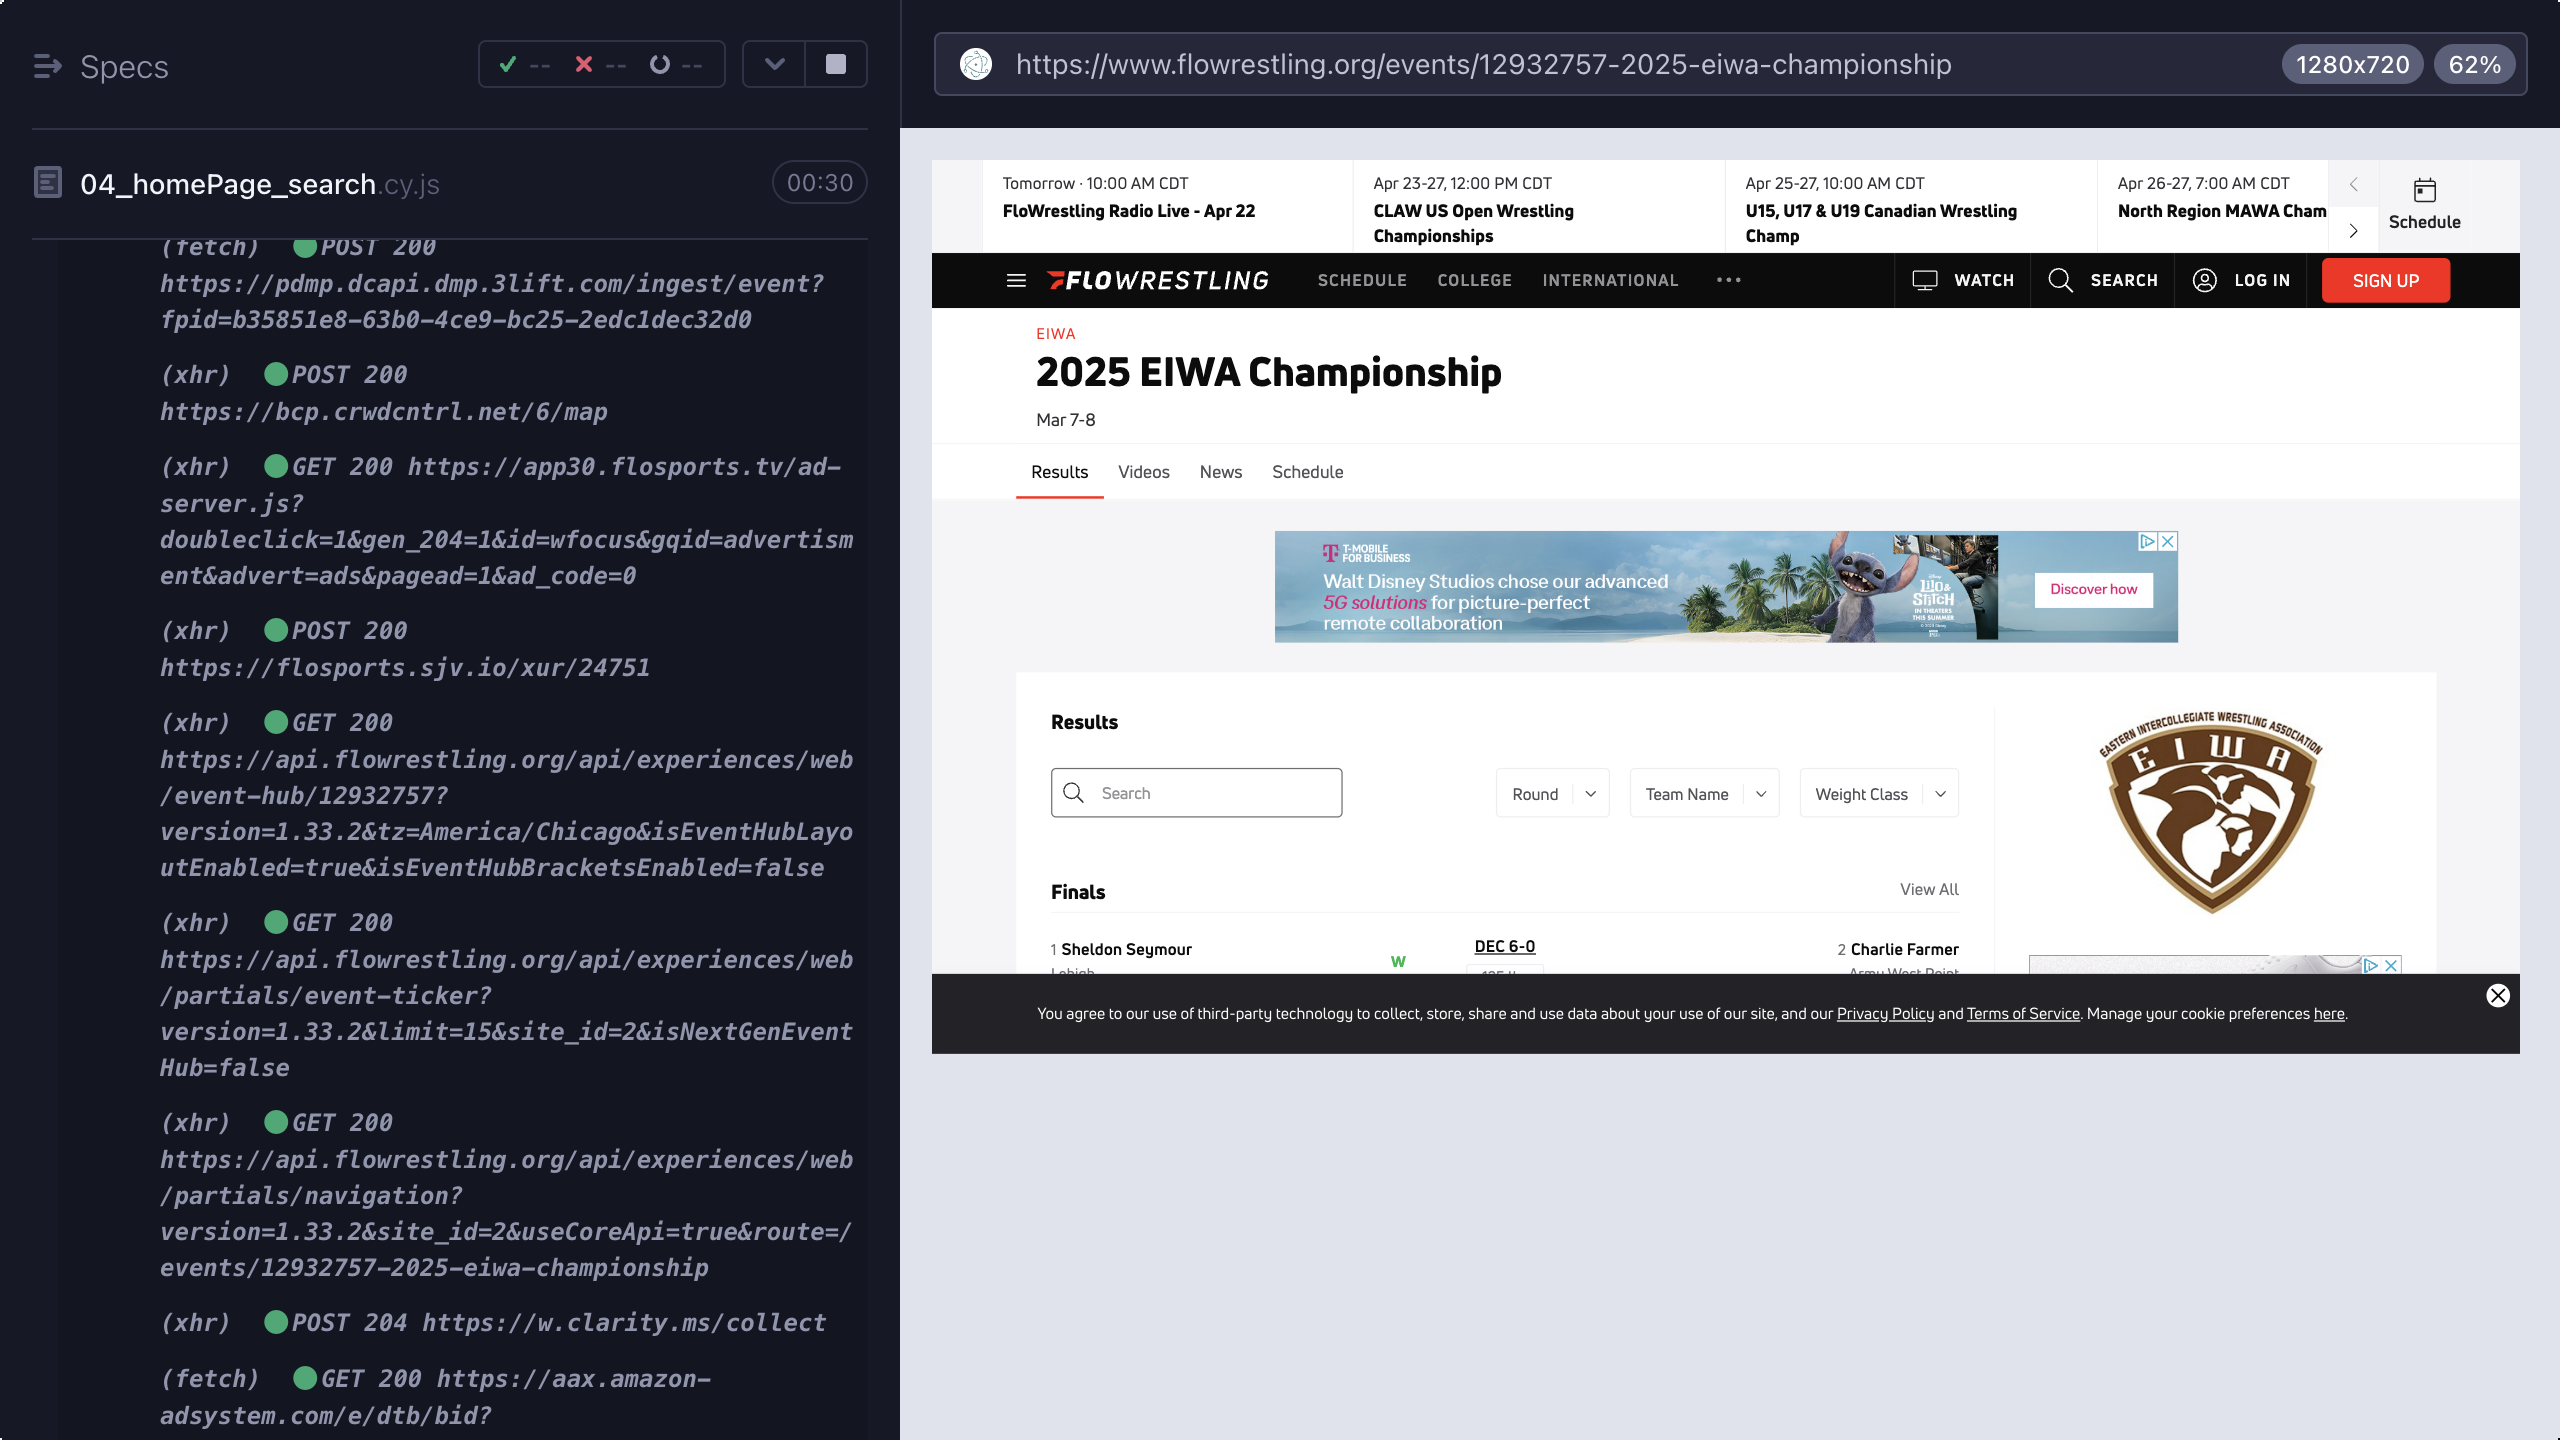 Specs
-- -- --
04_homePage_search.cy.js
00:30
(fetch) POST 200
https://pdmp.dcapi.dmp.3lift.com/ingest/event?
fpid=b35851e8-63b0-4ce9-bc25-2edc1dec32d0
(xhr) POST 200
https://bcp.crwdcntrl.net/6/map
(xhr) GET 200 https://app30.flosports.tv/ad-
server.js?
doubleclick=1&gen_204=1&id=wfocus&gqid=advertism
ent&advert=ads&pagead=1&ad_code=0
(xhr) POST 200
https://flosports.sjv.io/xur/24751
(xhr) GET 200
https://api.flowrestling.org/api/experiences/web
/event-hub/12932757?
version=1.33.2&tz=America/Chicago&isEventHubLayo
utEnabled=true&isEventHubBracketsEnabled=false
(xhr) GET 200
https://api.flowrestling.org/api/experiences/web
/partials/event-ticker?
version=1.33.2&limit=15&site_id=2&isNextGenEvent
Hub=false
(xhr) GET 200
https://api.flowrestling.org/api/experiences/web
/partials/navigation?
version=1.33.2&site_id=2&useCoreApi=true&route=/
events/12932757-2025-eiwa-championship
(xhr) POST 204 https://w.clarity.ms/collect
(fetch) GET 200 https://aax.amazon-
adsystem.com/e/dtb/bid?
https://www.flowrestling.org/events/12932757-2025-eiwa-championship
1280x720
62%
Tomorrow · 10:00 AM CDT
FloWrestling Radio Live - Apr 22
Apr 23-27, 12:00 PM CDT
CLAW US Open Wrestling
Championships
Apr 25-27, 10:00 AM CDT
U15, U17 & U19 Canadian Wrestling
Champ
Apr 26-27, 7:00 AM CDT
North Region MAWA Cham
Schedule
FLOWRESTLING
SCHEDULE
COLLEGE
INTERNATIONAL
WATCH
SEARCH
LOG IN
SIGN UP
EIWA
2025 EIWA Championship
Mar 7-8
Results
Videos
News
Schedule
T-MOBILE
FOR BUSINESS
Walt Disney Studios chose our advanced
5G solutions for picture-perfect
remote collaboration
Disney
LILO &
STITCH
IN THEATERS
THIS SUMMER
Discover how
Results
Search
Round
Team Name
Weight Class
EASTERN INTERCOLLEGIATE WRESTLING ASSOCIATION
EIWA
Finals
View All
1 Sheldon Seymour
Lehigh
W
DEC 6-0
2 Charlie Farmer
Army West Point
You agree to our use of third-party technology to collect, store, share and use data about your use of our site, and our Privacy Policy and Terms of Service. Manage your cookie preferences here.